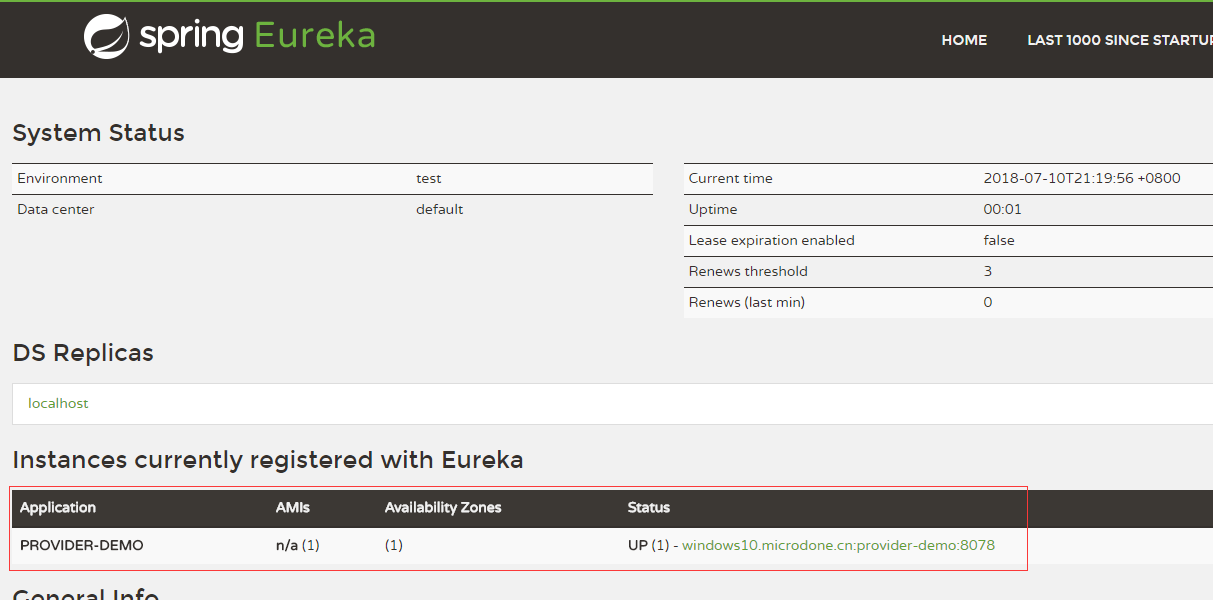 spring Eureka
HOME LAST 1000 SINCE STARTUP
System Status
Environment test
Data center default
Current time 2018-07-10T21:19:56 +0800
Uptime 00:01
Lease expiration enabled false
Renews threshold 3
Renews (last min) 0
DS Replicas
localhost
Instances currently registered with Eureka
Application AMIs Availability Zones Status
PROVIDER-DEMO n/a (1) (1) UP (1) - windows10.microdone.cn:provider-demo:8078
General Info